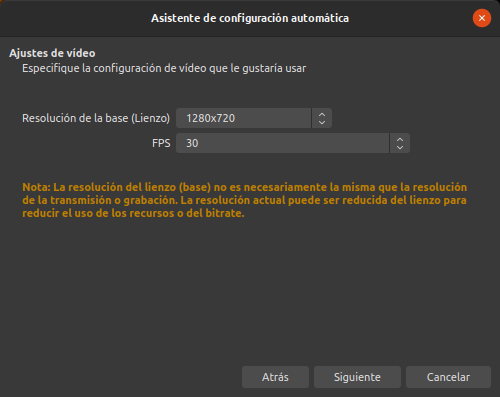 Asistente de configuración automática
Ajustes de vídeo
Especifique la configuración de vídeo que le gustaría usar
Resolución de la base (Lienzo) 1280x720
FPS 30
Nota: La resolución del lienzo (base) no es necesariamente la misma que la resolución
de la transmisión o grabación. La resolución actual puede ser reducida del lienzo para
reducir el uso de los recursos o del bitrate.
Atrás Siguiente Cancelar